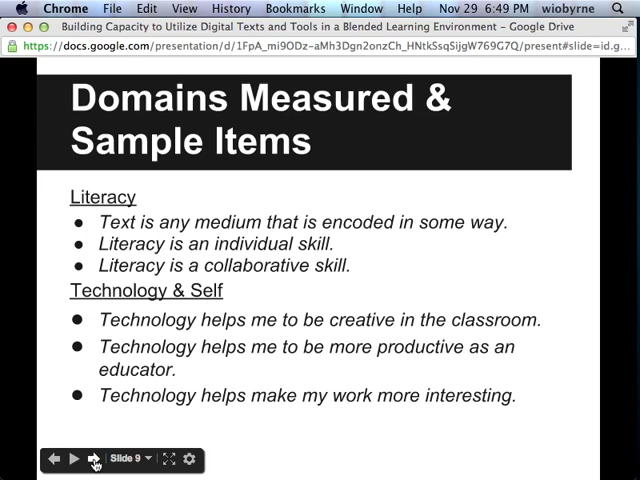 Chrome File Edit View History Bookmarks Window Help Nov 29 6:49 PM wiobyrne
Building Capacity to Utilize Digital Texts and Tools in a Blended Learning Environment – Google Drive
https://docs.google.com/presentation/d/1FpA_mi9ODz-aMh3Dgn2onzCh_HNtkSsqSijgW769G7Q/present#slide=id.g
Domains Measured &
Sample Items
Literacy
● Text is any medium that is encoded in some way.
● Literacy is an individual skill.
● Literacy is a collaborative skill.
Technology & Self
● Technology helps me to be creative in the classroom.
● Technology helps me to be more productive as an
educator.
● Technology helps make my work more interesting.
Slide 9